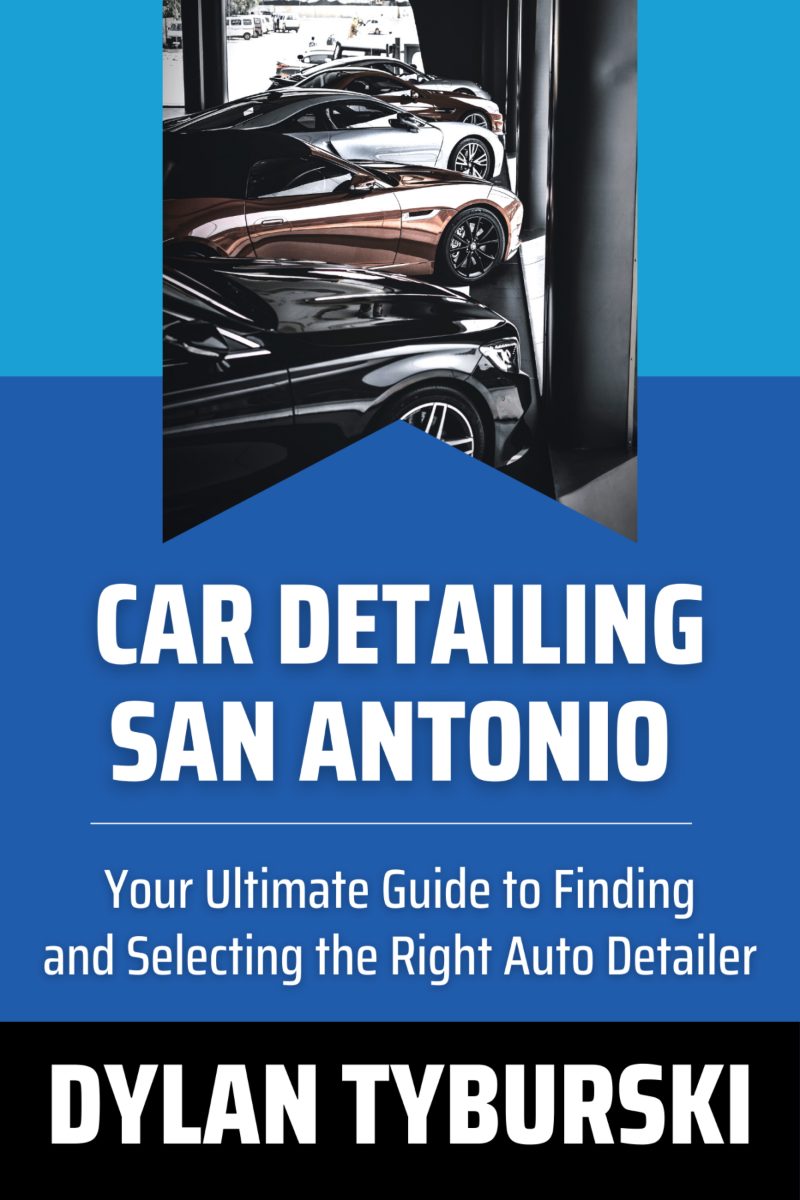 CAR DETAILING
SAN ANTONIO
Your Ultimate Guide to Finding
and Selecting the Right Auto Detailer
DYLAN TYBURSKI